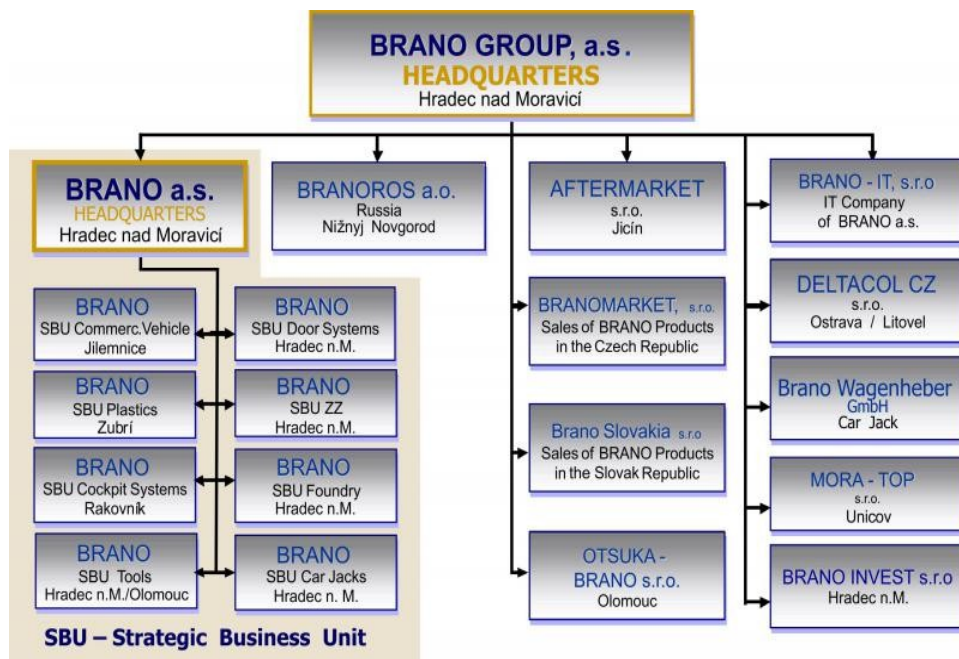 BRANO GROUP, a.s.
HEADQUARTERS
Hradec nad Moravicí
BRANO a.s.
HEADQUARTERS
Hradec nad Moravicí
BRANOROS a.o.
Russia
Nižnyj Novgorod
AFTERMARKET
s.r.o.
Jicín
BRANO - IT, s.r.o
IT Company
of BRANO a.s.
BRANO
SBU Commerc.Vehicle
Jilemnice
BRANO
SBU Door Systems
Hradec n.M.
BRANO
SBU Plastics
Zubrí
BRANO
SBU ZZ
Hradec n.M.
BRANO
SBU Cockpit Systems
Rakovník
BRANO
SBU Foundry
Hradec n.M.
BRANO
SBU Tools
Hradec n.M./Olomouc
BRANO
SBU Car Jacks
Hradec n. M.
SBU – Strategic Business Unit
BRANOMARKET, s.r.o.
Sales of BRANO Products
in the Czech Republic
Brano Slovakia s.r.o
Sales of BRANO Products
in the Slovak Republic
OTSUKA -
BRANO s.r.o.
Olomouc
DELTACOL CZ
s.r.o.
Ostrava / Litovel
Brano Wagenheber
GmbH
Car Jack
MORA - TOP
s.r.o.
Unicov
BRANO INVEST s.r.o
Hradec n.M.